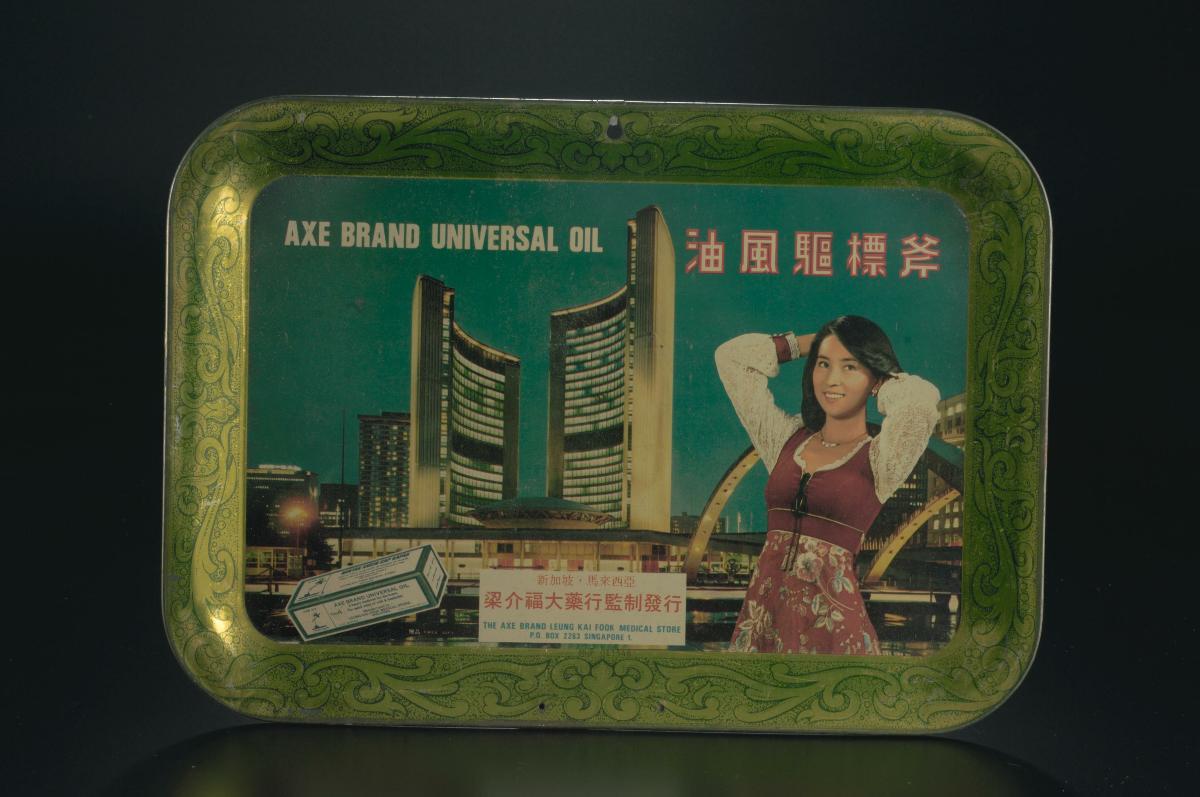 AXE BRAND UNIVERSAL OIL
油風驅標斧
AXE BRAND UNIVERSAL OIL
新加坡・馬來西亞
梁介福大藥行監制發行
THE AXE BRAND LEUNG KAI FOOK MEDICAL STORE
P.O. BOX 2283 SINGAPORE 1.